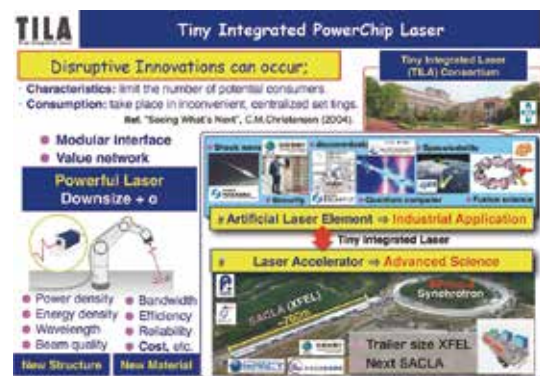 TILA
Tiny Integrated PowerChip Laser
Disruptive Innovations can occur;
Tiny Integrated Laser
(TILA) Consortium
· Characteristics: limit the number of potential consumers
· Consumption: take place in inconvenient, centralized settings.
Ref. "Seeing What's Next", C.M.Christensen (2004).
Modular interface
Value network
Powerful Laser
Downsize + α
Security
Quantum computer
Fusion science
# Artificial Laser Element ⇒ Industrial Application
Tiny Integrated Laser
# Laser Accelerator ⇒ Advanced Science
Power density
Energy density
Wavelength
Beam quality
Bandwidth
Efficiency
Reliability
Cost, etc.
New Structure
New Material
SACLA (XFEL)
Synchrotron
Trailer size XFEL
Next SACLA